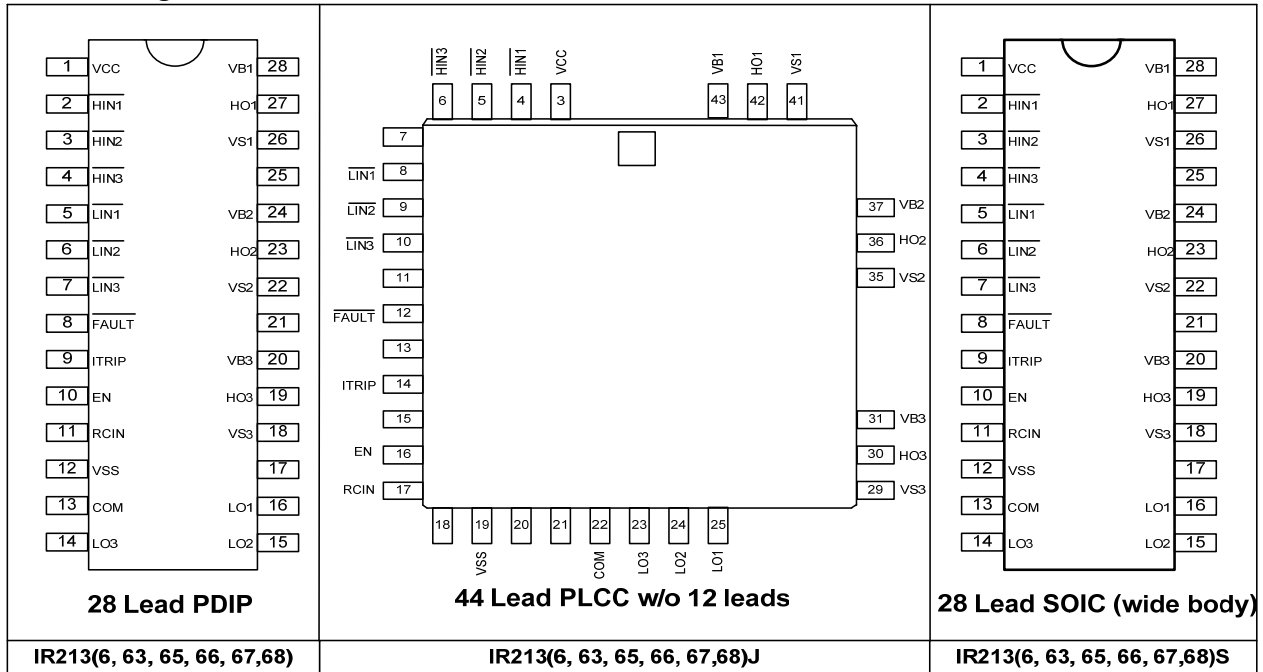 1 VCC VB1 28
2 HIN1 HO1 27
3 HIN2 VS1 26
4 HIN3 25
5 LIN1 VB2 24
6 LIN2 HO2 23
7 LIN3 VS2 22
8 FAULT 21
9 ITRIP VB3 20
10 EN HO3 19
11 RCIN VS3 18
12 VSS 17
13 COM LO1 16
14 LO3 LO2 15
28 Lead PDIP
IR213(6, 63, 65, 66, 67,68)
HIN3 HIN2 HIN1 VCC VB1 HO1 VS1
6 5 4 3 43 42 41
7
LIN1 8
LIN2 9 37 VB2
LIN3 10 36 HO2
11 35 VS2
FAULT 12
13
ITRIP 14
15 31 VB3
EN 16 30 HO3
RCIN 17 29 VS3
18 19 20 21 22 23 24 25
VSS COM LO3 LO2 LO1
44 Lead PLCC w/o 12 leads
IR213(6, 63, 65, 66, 67,68)J
1 VCC VB1 28
2 HIN1 HO1 27
3 HIN2 VS1 26
4 HIN3 25
5 LIN1 VB2 24
6 LIN2 HO2 23
7 LIN3 VS2 22
8 FAULT 21
9 ITRIP VB3 20
10 EN HO3 19
11 RCIN VS3 18
12 VSS 17
13 COM LO1 16
14 LO3 LO2 15
28 Lead SOIC (wide body)
IR213(6, 63, 65, 66, 67,68)S